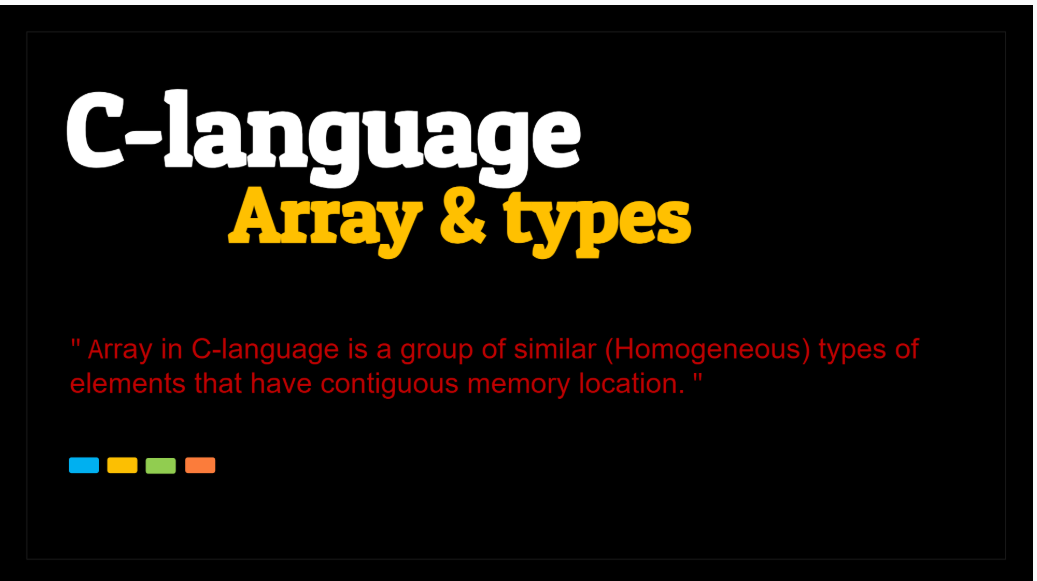 C-language
Array & types
" Array in C-language is a group of similar (Homogeneous) types of
elements that have contiguous memory location. "